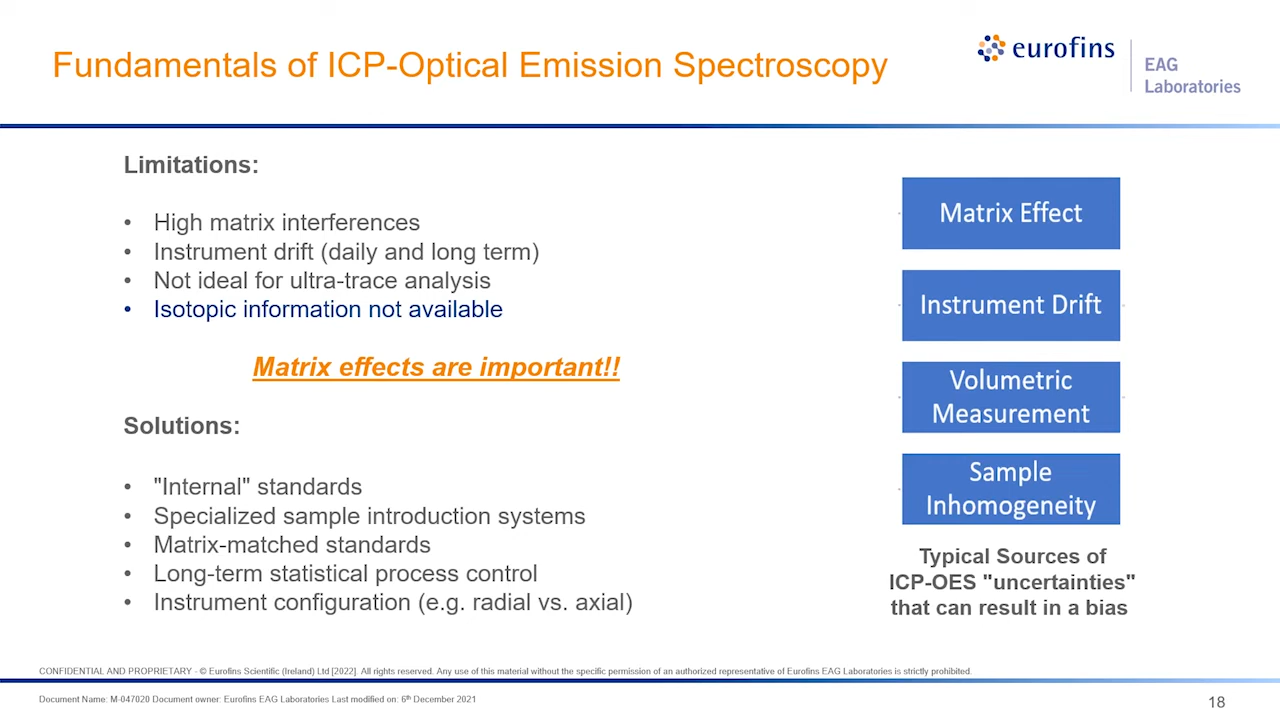 Fundamentals of ICP-Optical Emission Spectroscopy
eurofins
EAG
Laboratories
Limitations:
• High matrix interferences
• Instrument drift (daily and long term)
• Not ideal for ultra-trace analysis
• Isotopic information not available
Matrix effects are important!!
Solutions:
• "Internal" standards
• Specialized sample introduction systems
• Matrix-matched standards
• Long-term statistical process control
• Instrument configuration (e.g. radial vs. axial)
Matrix Effect
Instrument Drift
Volumetric
Measurement
Sample
Inhomogeneity
Typical Sources of
ICP-OES "uncertainties"
that can result in a bias
CONFIDENTIAL AND PROPRIETARY - © Eurofins Scientific (Ireland) Ltd [2022]. All rights reserved. Any use of this material without the specific permission of an authorized representative of Eurofins EAG Laboratories is strictly prohibited.
Document Name: M-047020 Document owner: Eurofins EAG Laboratories Last modified on: 6th December 2021
18